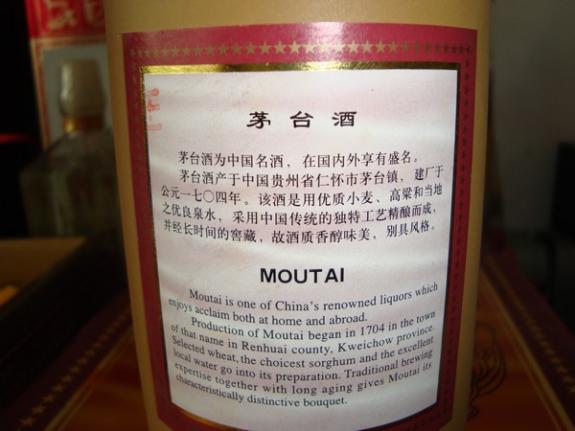 茅台酒
茅台酒为中国名酒，在国内外享有盛名。
茅台酒产于中国贵州省仁怀市茅台镇，建厂于
公元一七〇四年。该酒是用优质小麦、高粱和当地
之优良泉水，采用中国传统的独特工艺精酿而成，
并经长时间的窖藏，故酒质香醇味美，别具风格。
MOUTAI
Moutai is one of China's renowned liquors which
enjoys acclaim both at home and abroad.
Production of Moutai began in 1704 in the town
of that name in Renhuai county, Kweichow province.
Selected wheat, the choicest sorghum and the excellent
local water go into its preparation. Traditional brewing
expertise together with long aging gives Moutai its
characteristically distinctive bouquet.